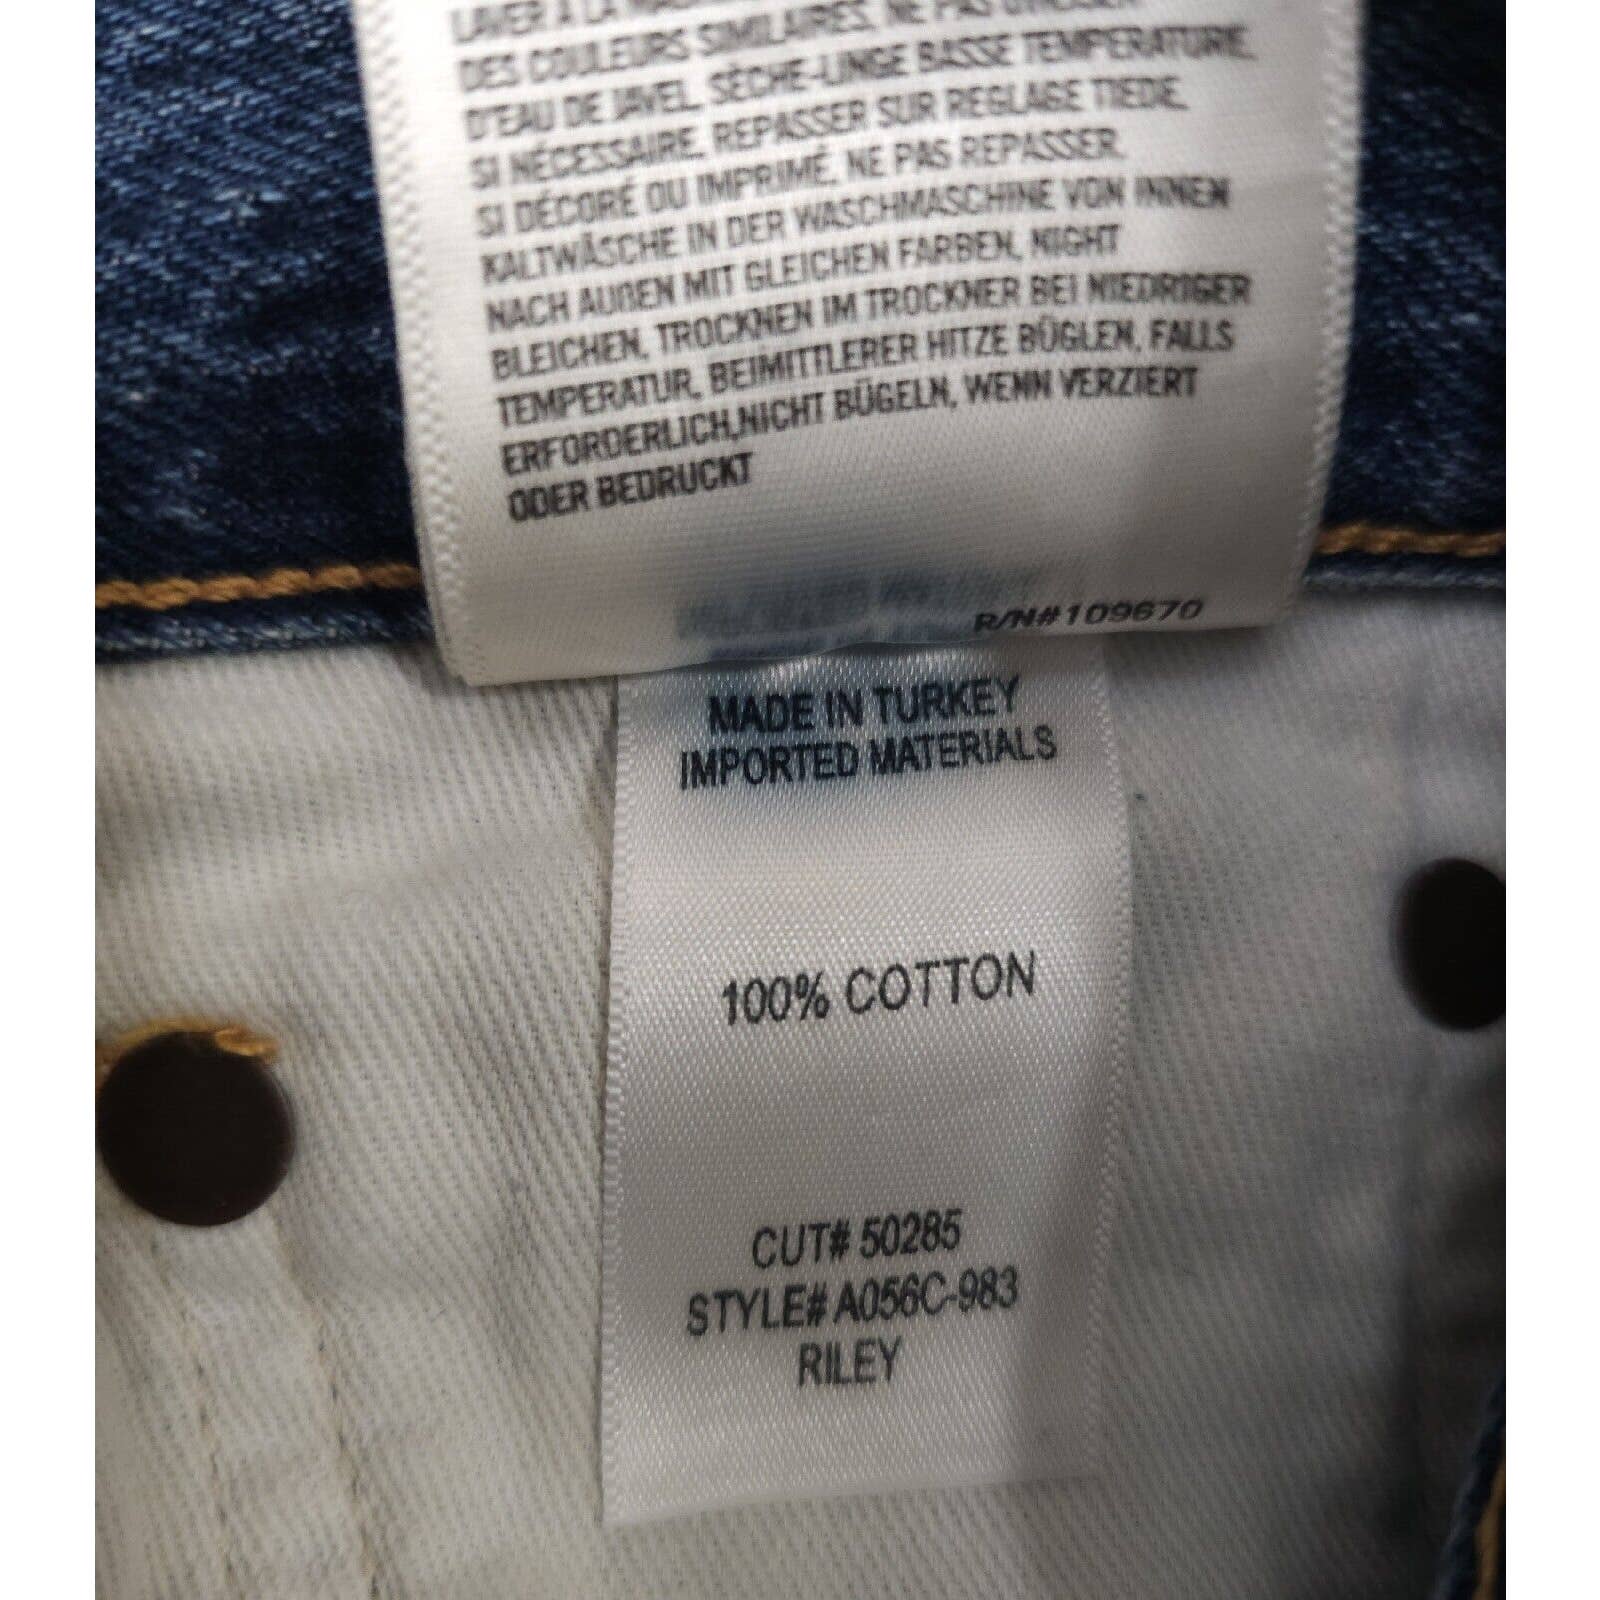 LAVER À LA
DES COULEURS SIMILAIRES, NE PAS UTILISER
D'EAU DE JAVEL, SÈCHE-LINGE BASSE TEMPERATURE,
SI NÉCESSAIRE, REPASSER SUR REGLAGE TIEDE,
SI DÉCORÉ OU IMPRIMÉ, NE PAS REPASSER,
KALTWÄSCHE IN DER WASCHMASCHINE VON INNEN
NACH AUßEN MIT GLEICHEN FARBEN, NIGHT
BLEICHEN, TROCKNEN IM TROCKNER BEI NIEDRIGER
TEMPERATUR, BEIMITTLERER HITZE BÜGLEN, FALLS
ERFORDERLICH,NICHT BÜGELN, WENN VERZIERT
ODER BEDRUCKT
R/N#109670
MADE IN TURKEY
IMPORTED MATERIALS
100% COTTON
CUT# 50285
STYLE# A056C-983
RILEY